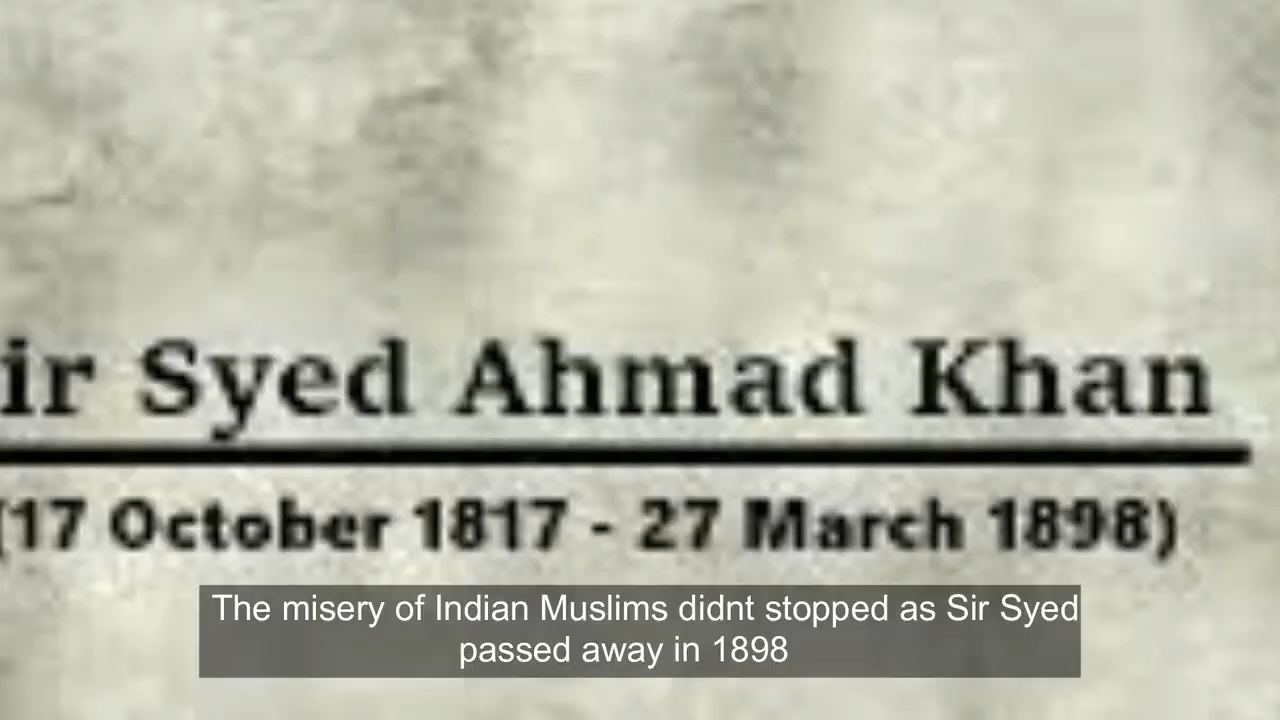 ir Syed Ahmad Khan
(17 October 1817 - 27 March 1898)
The misery of Indian Muslims didnt stopped as Sir Syed
passed away in 1898